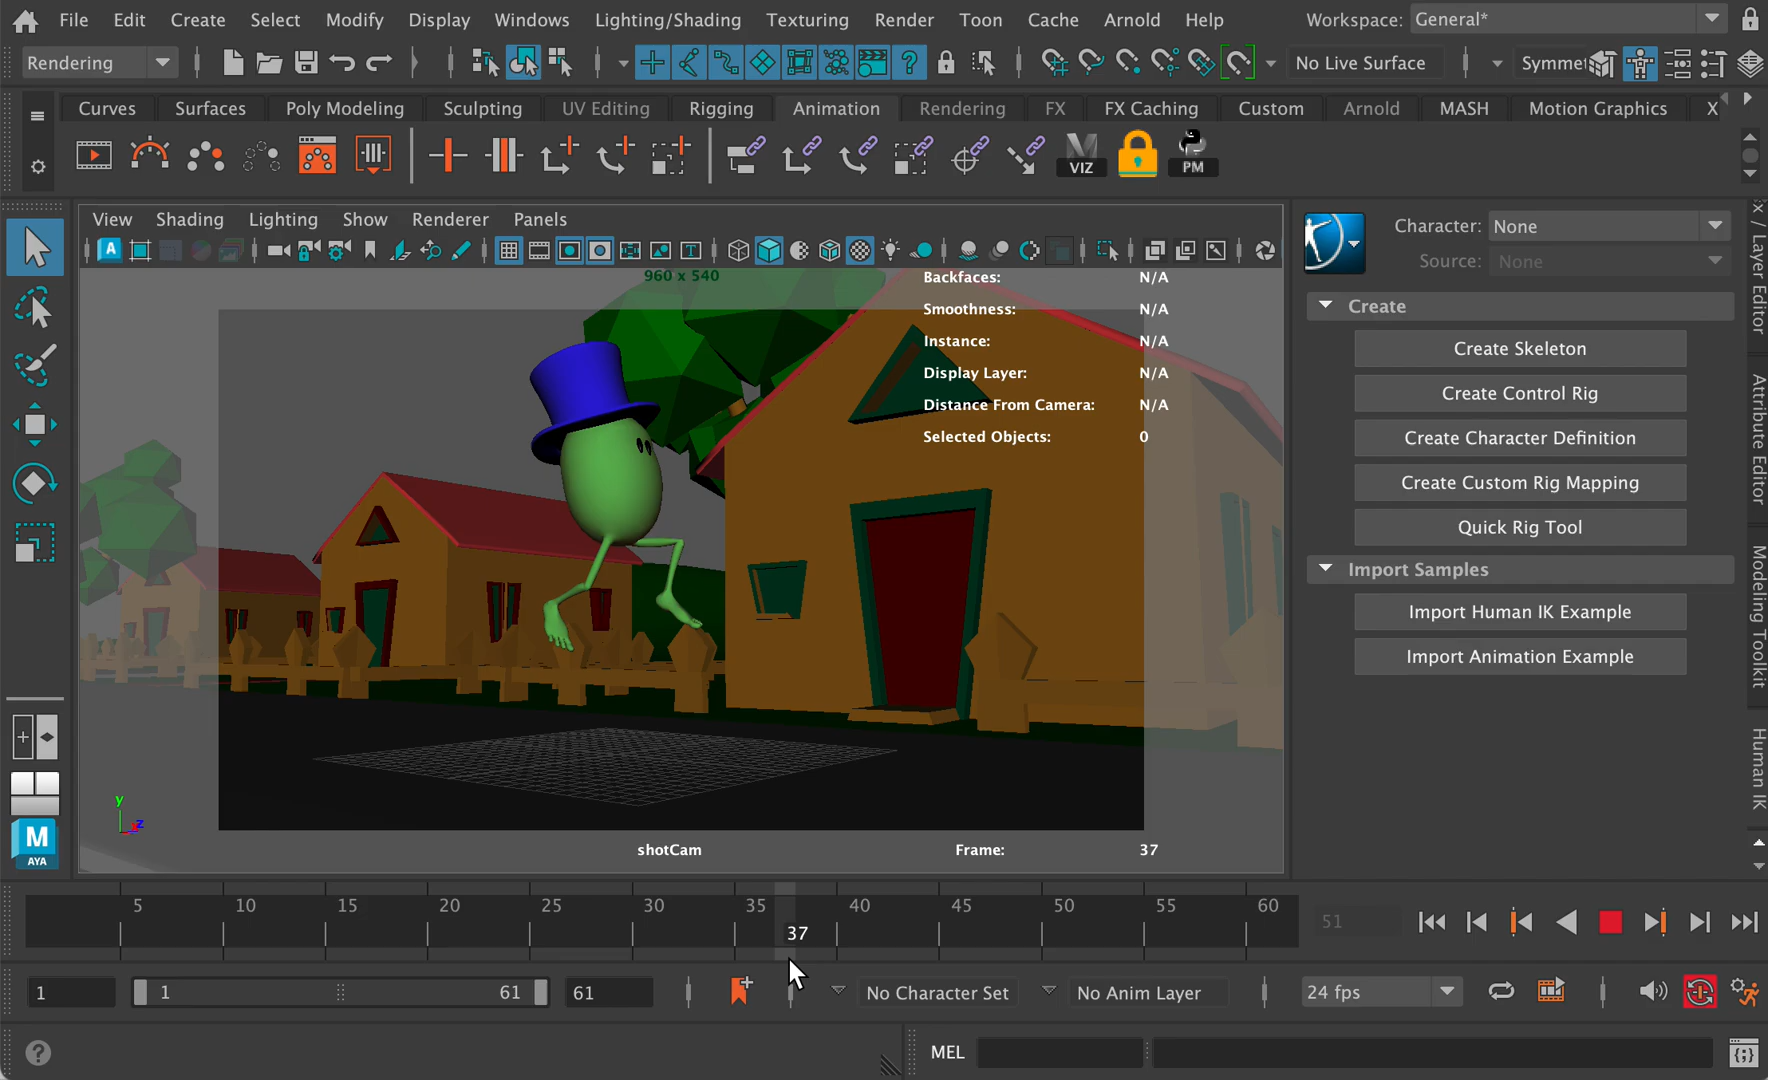 File Edit Create Select Modify Display Windows Lighting/Shading Texturing Render Toon Cache Arnold Help Workspace: General*
Rendering No Live Surface Symme
Curves Surfaces Poly Modeling Sculpting UV Editing Rigging Animation Rendering FX FX Caching Custom Arnold MASH Motion Graphics X
VIZ PM
View Shading Lighting Show Renderer Panels
A T
960 x 540
Backfaces: N/A
Smoothness: N/A
Instance: N/A
Display Layer: N/A
Distance From Camera: N/A
Selected Objects: 0
y
z
shotCam Frame: 37
M
AYA
Character: None
Source: None
Create
Create Skeleton
Create Control Rig
Create Character Definition
Create Custom Rig Mapping
Quick Rig Tool
Import Samples
Import Human IK Example
Import Animation Example
x / Layer Editor
Attribute Editor
Modeling Toolkit
Human IK
5 10 15 20 25 30 35 40 45 50 55 60
37
51
1 1 61 61 No Character Set No Anim Layer 24 fps
? MEL